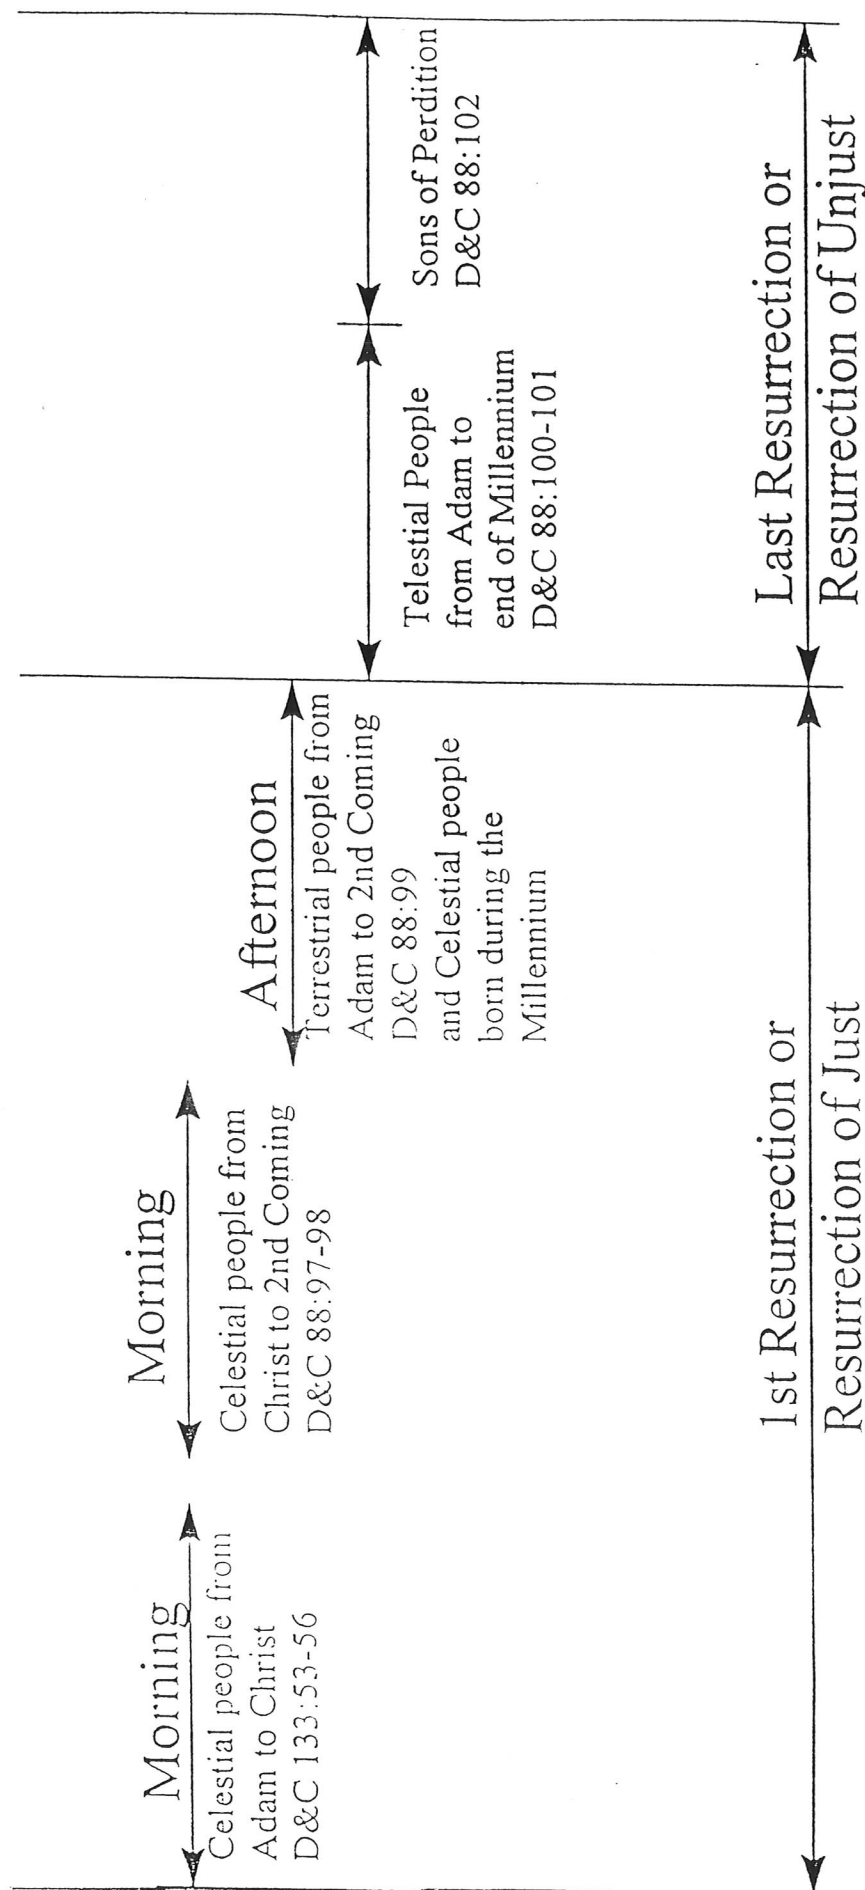 Morning
Celestial people from
Adam to Christ
D&C 133:53-56
Morning
Celestial people from
Christ to 2nd Coming
D&C 88:97-98
Afternoon
Terrestrial people from
Adam to 2nd Coming
D&C 88:99
and Celestial people
born during the
Millennium
Telestial People
from Adam to
end of Millennium
D&C 88:100-101
Sons of Perdition
D&C 88:102
1st Resurrection or
Resurrection of Just
Last Resurrection or
Resurrection of Unjust